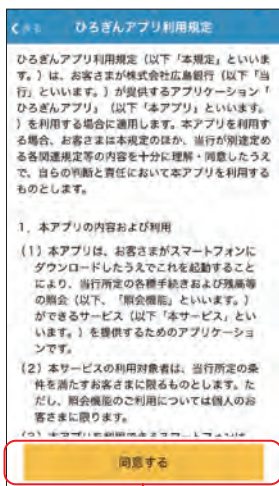 もどる ひろぎんアプリ利用規定
ひろぎんアプリ利用規定（以下「本規定」といいま
す。）は、お客さまが株式会社広島銀行（以下「当
行」といいます。）が提供するアプリケーション「
ひろぎんアプリ」（以下「本アプリ」といいます。
）を利用する場合に適用します。本アプリを利用す
る場合、お客さまは本規定のほか、当行が別途定め
る各関連規定等の内容を十分に理解・同意したうえ
で、自らの判断と責任において本アプリを利用する
ものとします。
1．本アプリの内容および利用
（1）本アプリは、お客さまがスマートフォンに
ダウンロードしたうえでこれを起動すること
により、当行所定の各種手続きおよび残高等
の照会（以下、「照会機能」といいます。）
ができるサービス（以下「本サービス」とい
います。）を提供するためのアプリケーショ
ンです。
（2）本サービスの利用対象者は、当行所定の条
件を満たすお客さまに限るものとします。た
だし、照会機能のご利用については個人のお
客さまに限ります。
同意する